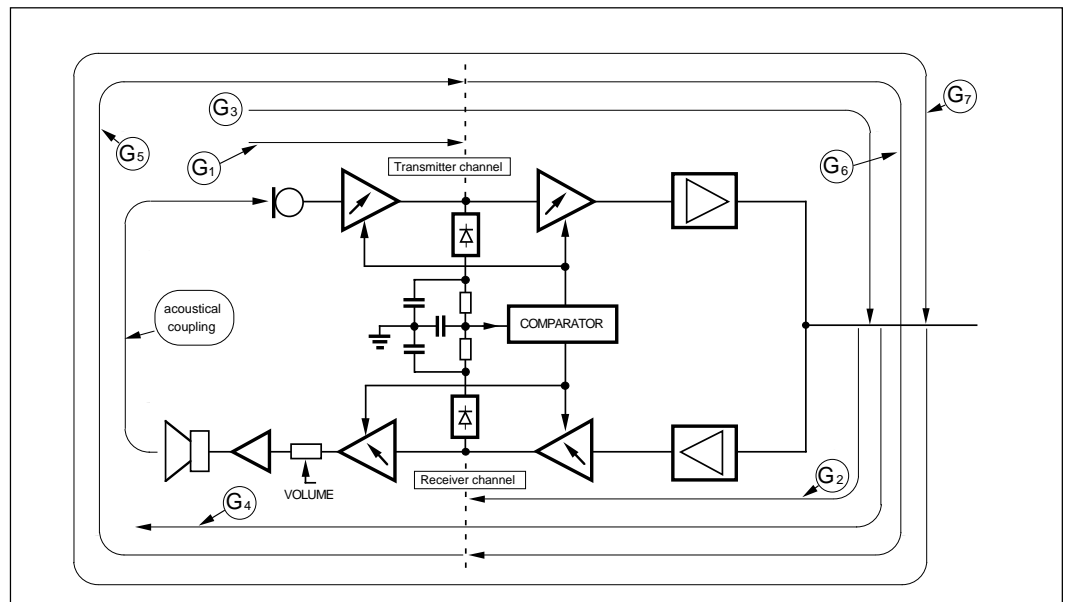 G3
G7
G5
G1
Transmitter channel
G6
acoustical
coupling
COMPARATOR
VOLUME
Receiver channel
G2
G4